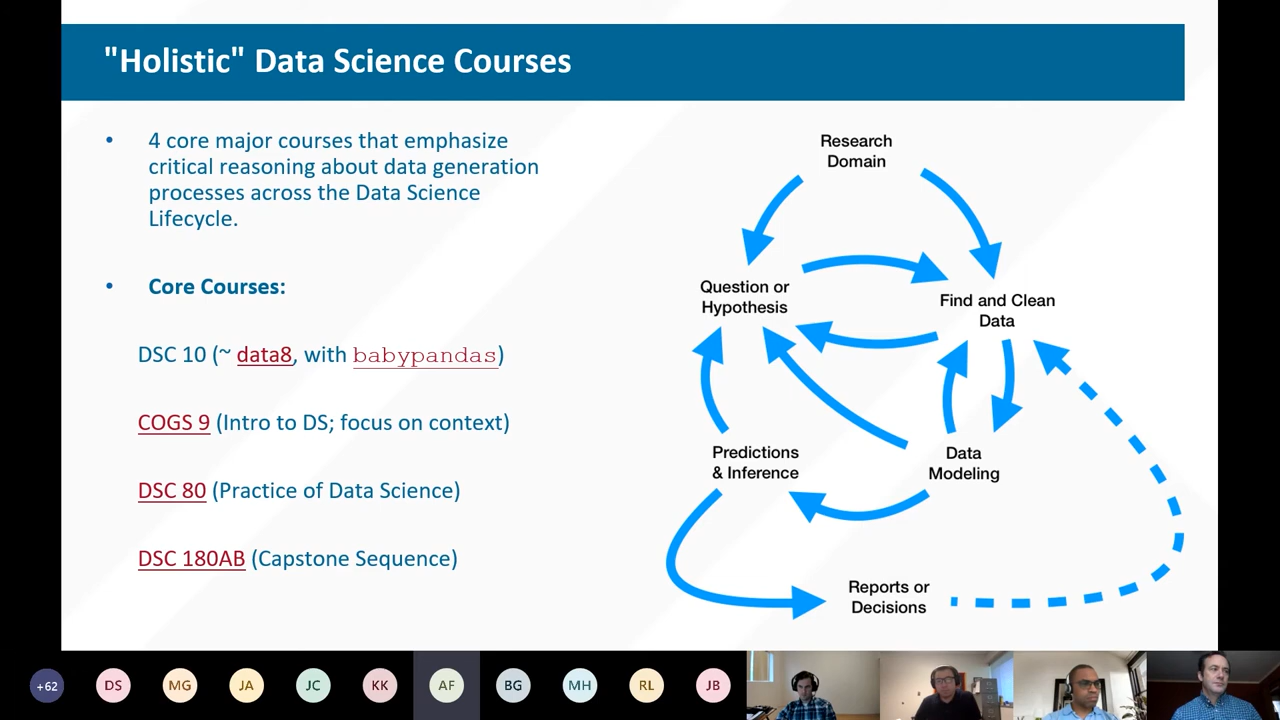 "Holistic" Data Science Courses
• 4 core major courses that emphasize
critical reasoning about data generation
processes across the Data Science
Lifecycle.
• Core Courses:
DSC 10 (~ data8, with babypandas)
COGS 9 (Intro to DS; focus on context)
DSC 80 (Practice of Data Science)
DSC 180AB (Capstone Sequence)
Research
Domain
Question or
Hypothesis
Find and Clean
Data
Predictions
& Inference
Data
Modeling
Reports or
Decisions
+62
DS
MG
JA
JC
KK
AF
BG
MH
RL
JB